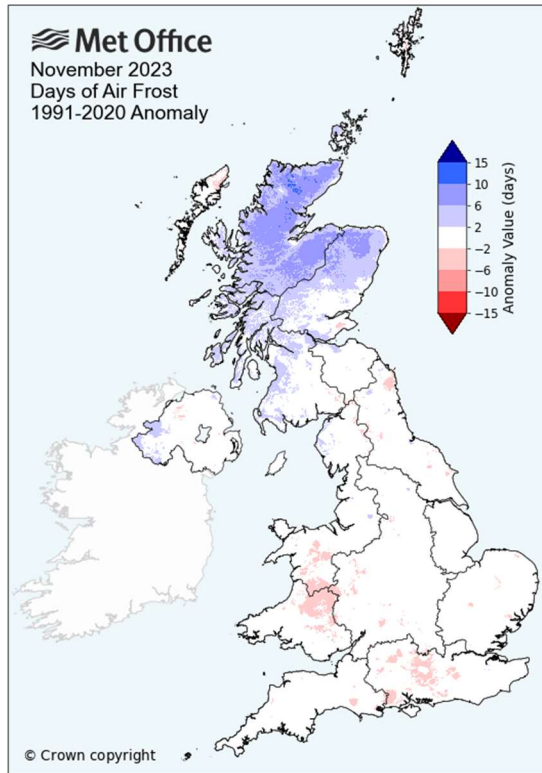 Met Office
November 2023
Days of Air Frost
1991-2020 Anomaly
15
10
6
2
−2
−6
−10
−15
Anomaly Value (days)
© Crown copyright